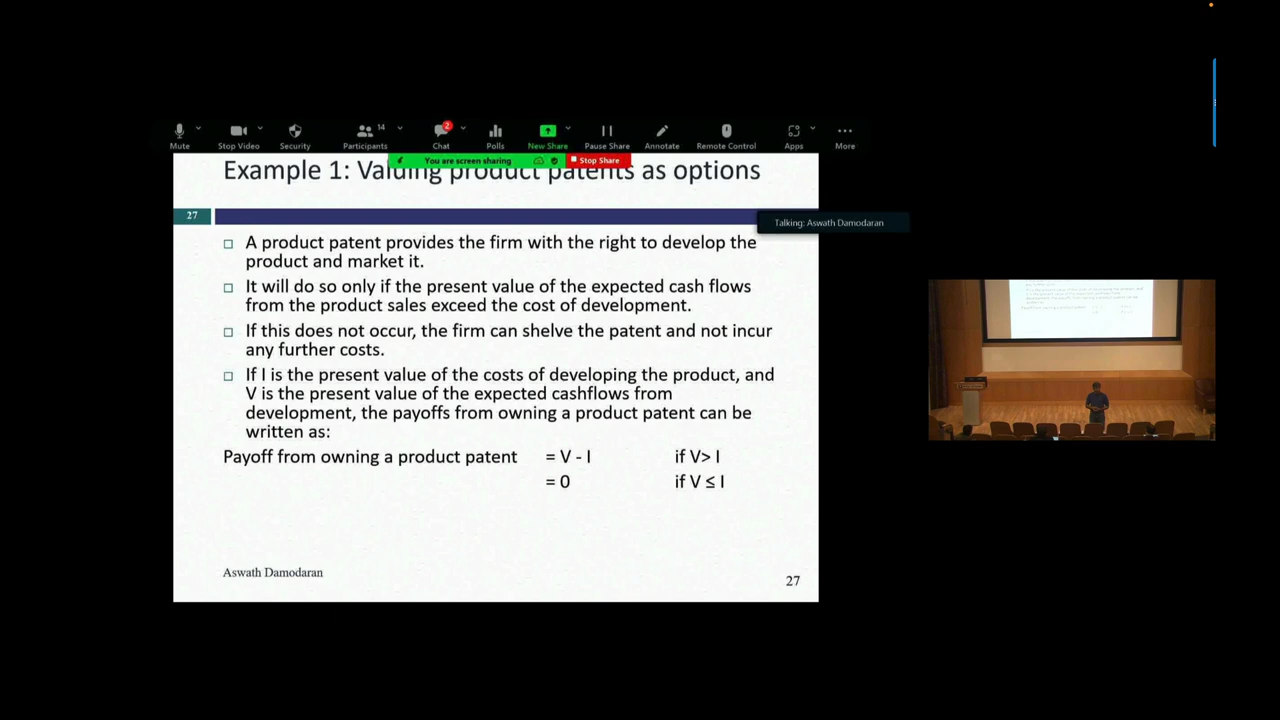 Mute
Stop Video
Security
14
Participants
2
Chat
Polls
New Share
Pause Share
Annotate
Remote Control
Apps
More
You are screen sharing
Stop Share
Example 1: Valuing product patents as options
27
Talking: Aswath Damodaran
A product patent provides the firm with the right to develop the
product and market it.
It will do so only if the present value of the expected cash flows
from the product sales exceed the cost of development.
If this does not occur, the firm can shelve the patent and not incur
any further costs.
If I is the present value of the costs of developing the product, and
V is the present value of the expected cashflows from
development, the payoffs from owning a product patent can be
written as:
Payoff from owning a product patent = V - I if V> I
= 0 if V ≤ I
Aswath Damodaran
27